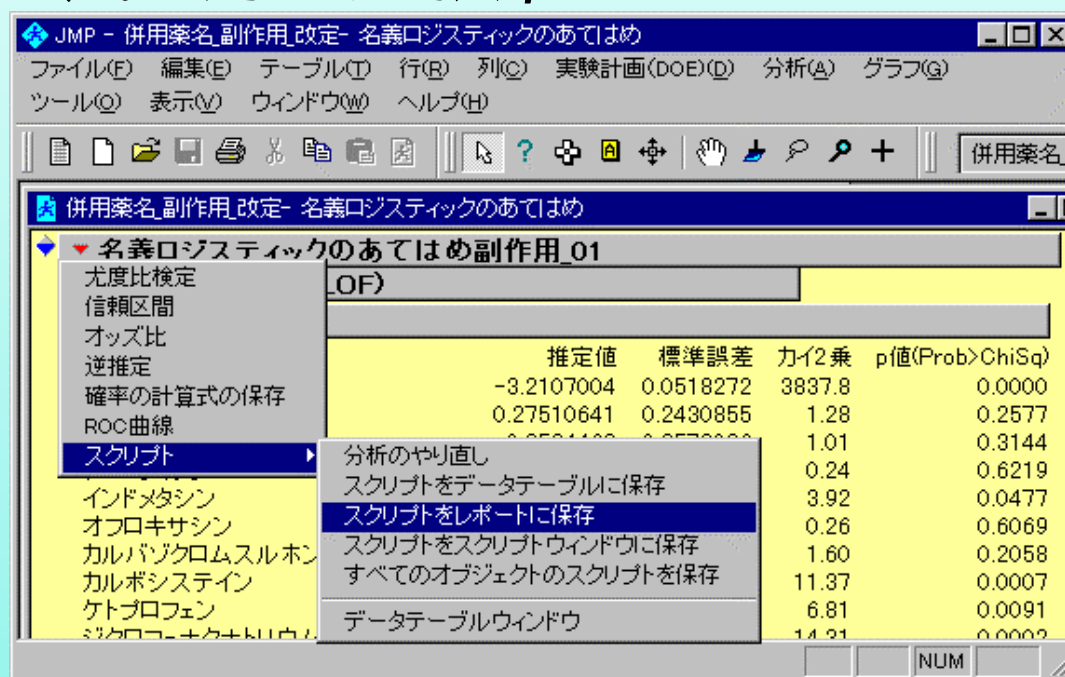 JMP - 併用薬名_副作用_改定- 名義ロジスティックのあてはめ
ファイル(F) 編集(E) テーブル(T) 行(R) 列(C) 実験計画(DOE)(D) 分析(A) グラフ(G)
ツール(O) 表示(V) ウィンドウ(W) ヘルプ(H)
併用薬名_
併用薬名_副作用_改定- 名義ロジスティックのあてはめ
名義ロジスティックのあてはめ副作用_01
尤度比検定
_OF)
信頼区間
オッズ比
逆推定
推定値 標準誤差 カイ2乗 p値(Prob>ChiSq)
確率の計算式の保存
-3.2107004 0.0518272 3837.8 0.0000
ROC曲線
0.27510641 0.2430855 1.28 0.2577
スクリプト
1.01 0.3144
分析のやり直し
0.24 0.6219
スクリプトをデータテーブルに保存
インドメタシン
3.92 0.0477
スクリプトをレポートに保存
オフロキサシン
0.26 0.6069
スクリプトをスクリプトウィンドウに保存
カルバゾクロムスルホン
1.60 0.2058
すべてのオブジェクトのスクリプトを保存
カルボシステイン
11.37 0.0007
ケトプロフェン
6.81 0.0091
データテーブルウィンドウ
14.31 0.0002
NUM